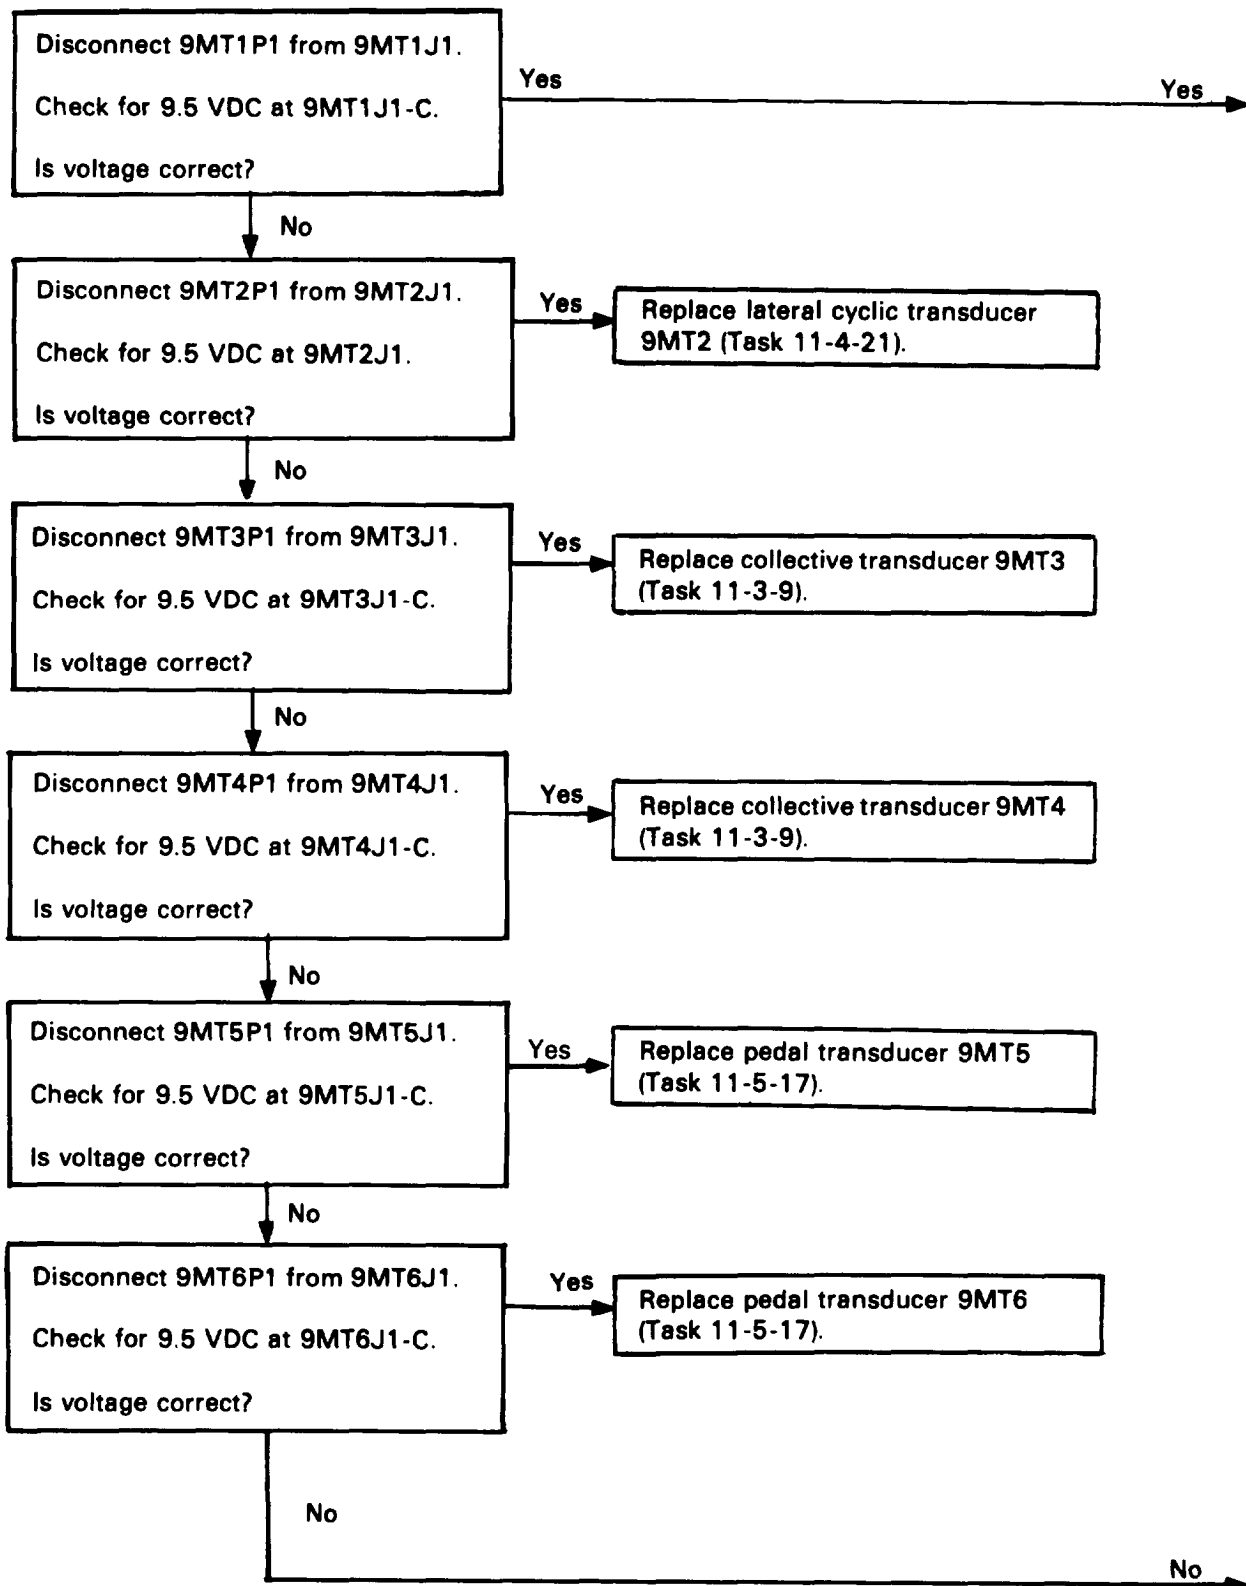 Disconnect 9MT1P1 from 9MT1J1.
Check for 9.5 VDC at 9MT1J1-C.
Is voltage correct?
Yes
Yes
No
Disconnect 9MT2P1 from 9MT2J1.
Check for 9.5 VDC at 9MT2J1.
Is voltage correct?
Yes
Replace lateral cyclic transducer
9MT2 (Task 11-4-21).
No
Disconnect 9MT3P1 from 9MT3J1.
Check for 9.5 VDC at 9MT3J1-C.
Is voltage correct?
Yes
Replace collective transducer 9MT3
(Task 11-3-9).
No
Disconnect 9MT4P1 from 9MT4J1.
Check for 9.5 VDC at 9MT4J1-C.
Is voltage correct?
Yes
Replace collective transducer 9MT4
(Task 11-3-9).
No
Disconnect 9MT5P1 from 9MT5J1.
Check for 9.5 VDC at 9MT5J1-C.
Is voltage correct?
Yes
Replace pedal transducer 9MT5
(Task 11-5-17).
No
Disconnect 9MT6P1 from 9MT6J1.
Check for 9.5 VDC at 9MT6J1-C.
Is voltage correct?
Yes
Replace pedal transducer 9MT6
(Task 11-5-17).
No
No